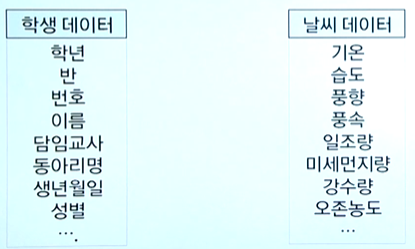 학생 데이터
학년
반
번호
이름
담임교사
동아리명
생년월일
성별
….
날씨 데이터
기온
습도
풍향
풍속
일조량
미세먼지량
강수량
오존농도
…